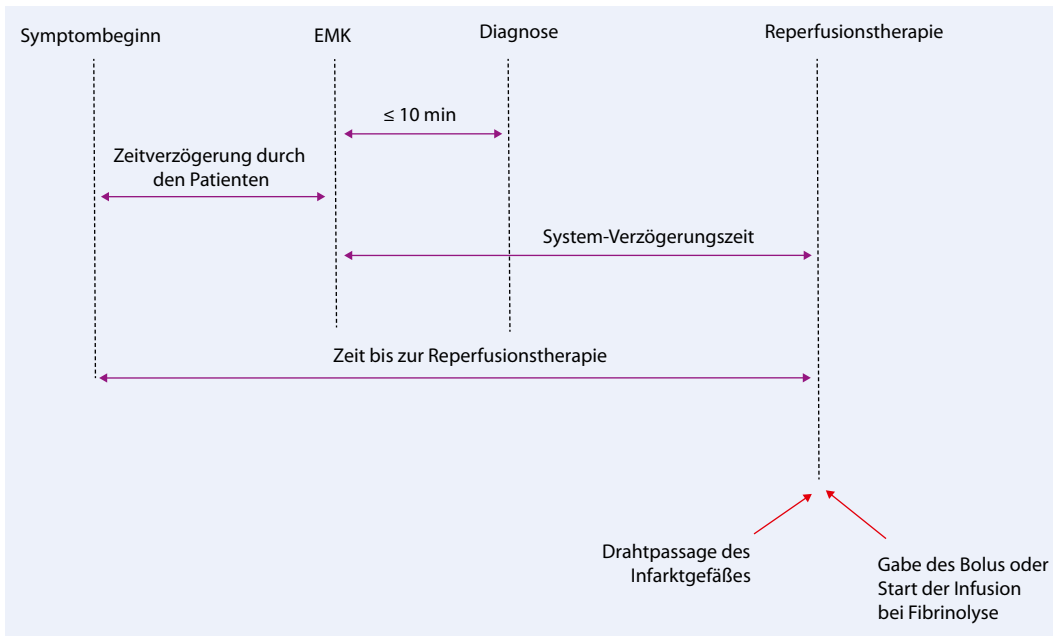 Symptombeginn
EMK
Diagnose
Reperfusionstherapie
≤ 10 min
Zeitverzögerung durch
den Patienten
System-Verzögerungszeit
Zeit bis zur Reperfusionstherapie
Drahtpassage des
Infarktgefäßes
Gabe des Bolus oder
Start der Infusion
bei Fibrinolyse